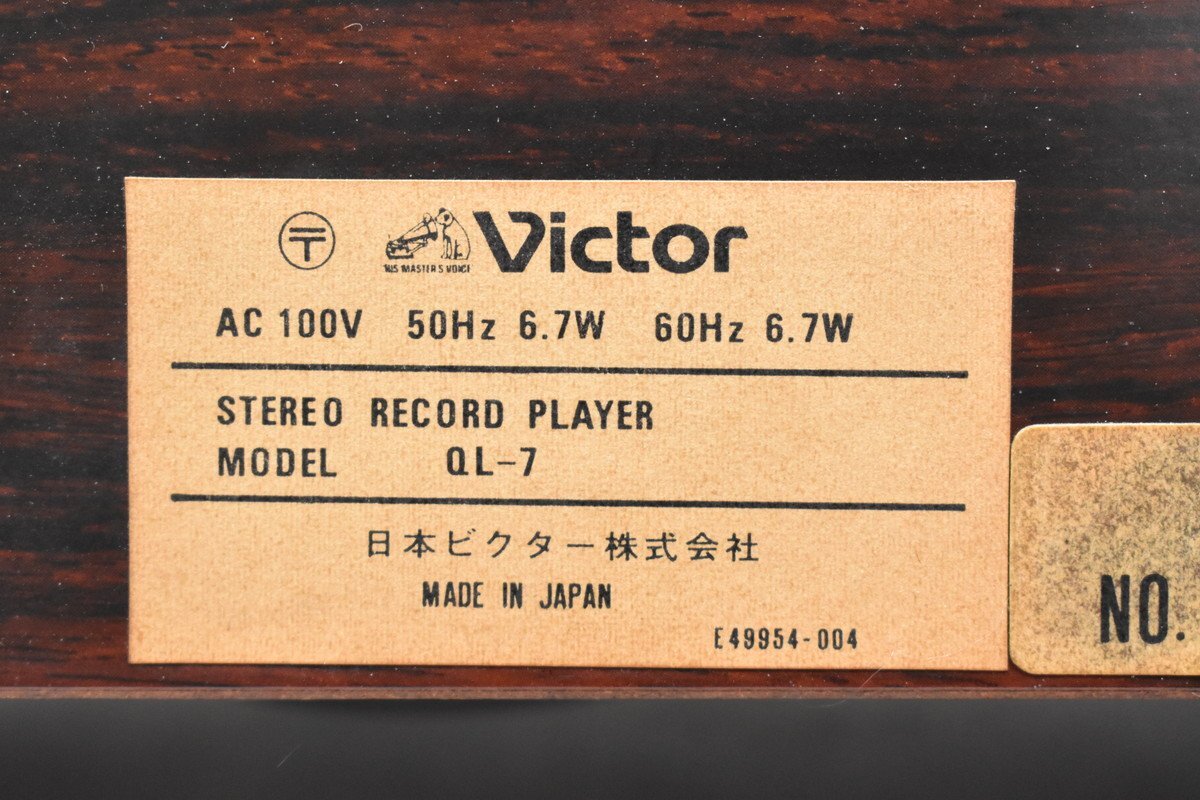 〒 HIS MASTER'S VOICE Victor
AC 100V 50Hz 6.7W 60Hz 6.7W
STEREO RECORD PLAYER
MODEL QL-7
日本ビクター株式会社
MADE IN JAPAN
E49954-004
NO.